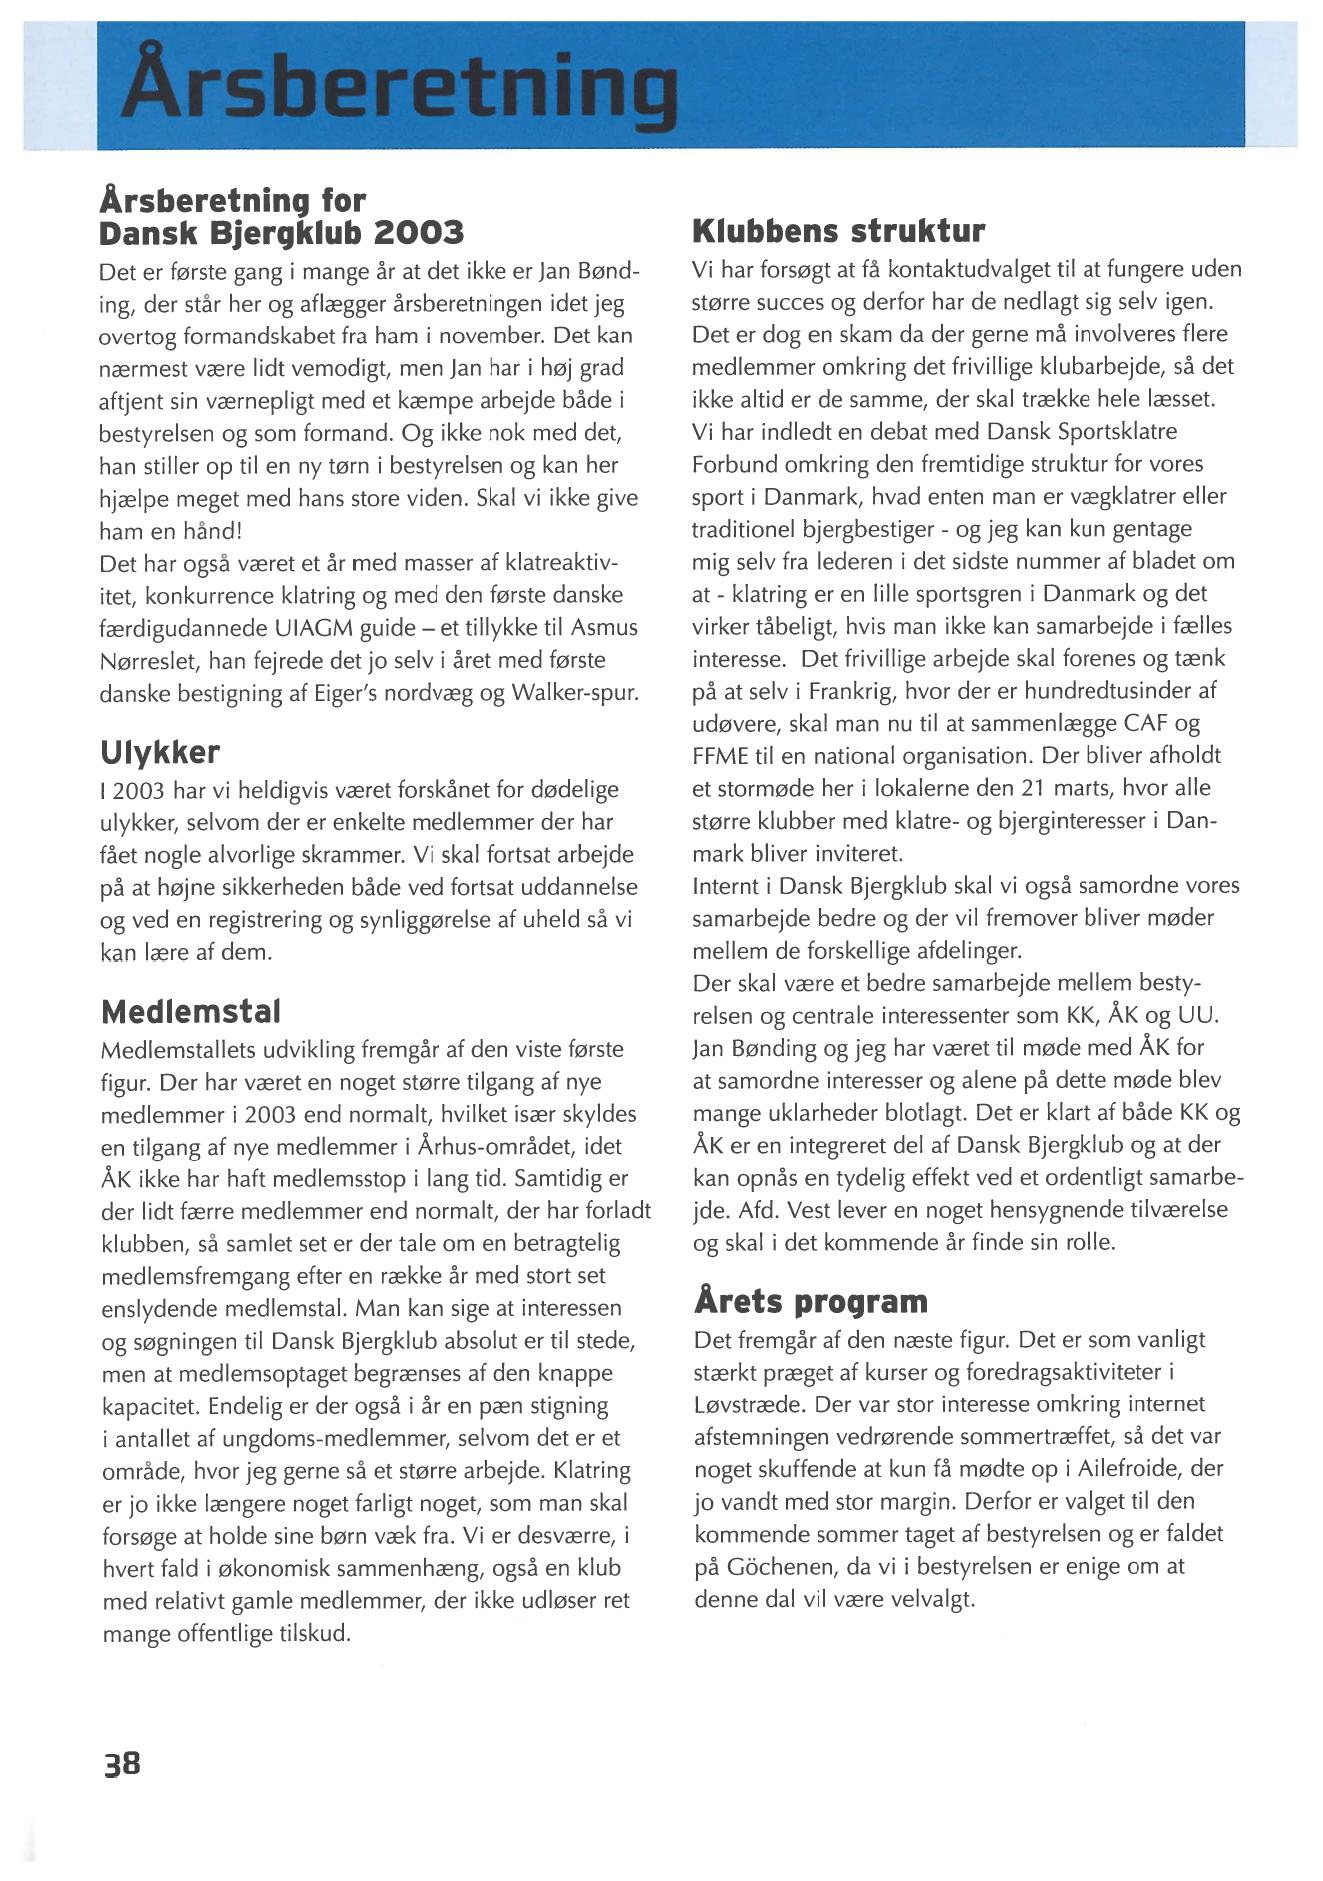 Årsberetning
Årsberetning for
Dansk Bjergklub 2003
Det er første gang i mange år at det ikke er Jan Bønd-
ing, der står her og aflægger årsberetningen idet jeg
overtog formandskabet fra ham i november. Det kan
nærmest være lidt vemodigt, men Jan har i høj grad
aftjent sin værnepligt med et kæmpe arbejde både i
bestyrelsen og som formand. Og ikke nok med det,
han stiller op til en ny tørn i bestyrelsen og kan her
hjælpe meget med hans store viden. Skal vi ikke give
ham en hånd!
Det har også været et år med masser af klatreaktiv-
itet, konkurrence klatring og med den første danske
færdigudannede UIAGM guide – et tillykke til Asmus
Nørreslet, han fejrede det jo selv i året med første
danske bestigning af Eiger's nordvæg og Walker-spur.
Ulykker
I 2003 har vi heldigvis været forskånet for dødelige
ulykker, selvom der er enkelte medlemmer der har
fået nogle alvorlige skrammer. Vi skal fortsat arbejde
på at højne sikkerheden både ved fortsat uddannelse
og ved en registrering og synliggørelse af uheld så vi
kan lære af dem.
Medlemstal
Medlemstallets udvikling fremgår af den viste første
figur. Der har været en noget større tilgang af nye
medlemmer i 2003 end normalt, hvilket især skyldes
en tilgang af nye medlemmer i Århus-området, idet
ÅK ikke har haft medlemsstop i lang tid. Samtidig er
der lidt færre medlemmer end normalt, der har forladt
klubben, så samlet set er der tale om en betragtelig
medlemsfremgang efter en række år med stort set
enslydende medlemstal. Man kan sige at interessen
og søgningen til Dansk Bjergklub absolut er til stede,
men at medlemsoptaget begrænses af den knappe
kapacitet. Endelig er der også i år en pæn stigning
i antallet af ungdoms-medlemmer, selvom det er et
område, hvor jeg gerne så et større arbejde. Klatring
er jo ikke længere noget farligt noget, som man skal
forsøge at holde sine børn væk fra. Vi er desværre, i
hvert fald i økonomisk sammenhæng, også en klub
med relativt gamle medlemmer, der ikke udløser ret
mange offentlige tilskud.
Klubbens struktur
Vi har forsøgt at få kontaktudvalget til at fungere uden
større succes og derfor har de nedlagt sig selv igen.
Det er dog en skam da der gerne må involveres flere
medlemmer omkring det frivillige klubarbejde, så det
ikke altid er de samme, der skal trække hele læsset.
Vi har indledt en debat med Dansk Sportsklatre
Forbund omkring den fremtidige struktur for vores
sport i Danmark, hvad enten man er vægklatrer eller
traditionel bjergbestiger - og jeg kan kun gentage
mig selv fra lederen i det sidste nummer af bladet om
at - klatring er en lille sportsgren i Danmark og det
virker tåbeligt, hvis man ikke kan samarbejde i fælles
interesse. Det frivillige arbejde skal forenes og tænk
på at selv i Frankrig, hvor der er hundredtusinder af
udøvere, skal man nu til at sammenlægge CAF og
FFME til en national organisation. Der bliver afholdt
et stormøde her i lokalerne den 21 marts, hvor alle
større klubber med klatre- og bjerginteresser i Dan-
mark bliver inviteret.
Internt i Dansk Bjergklub skal vi også samordne vores
samarbejde bedre og der vil fremover bliver møder
mellem de forskellige afdelinger.
Der skal være et bedre samarbejde mellem besty-
relsen og centrale interessenter som KK, ÅK og UU.
Jan Bønding og jeg har været til møde med ÅK for
at samordne interesser og alene på dette møde blev
mange uklarheder blotlagt. Det er klart af både KK og
ÅK er en integreret del af Dansk Bjergklub og at der
kan opnås en tydelig effekt ved et ordentligt samarbe-
jde. Afd. Vest lever en noget hensygnende tilværelse
og skal i det kommende år finde sin rolle.
Årets program
Det fremgår af den næste figur. Det er som vanligt
stærkt præget af kurser og foredragsaktiviteter i
Løvstræde. Der var stor interesse omkring internet
afstemningen vedrørende sommertræffet, så det var
noget skuffende at kun få mødte op i Ailefroide, der
jo vandt med stor margin. Derfor er valget til den
kommende sommer taget af bestyrelsen og er faldet
på Göchenen, da vi i bestyrelsen er enige om at
denne dal vil være velvalgt.
38